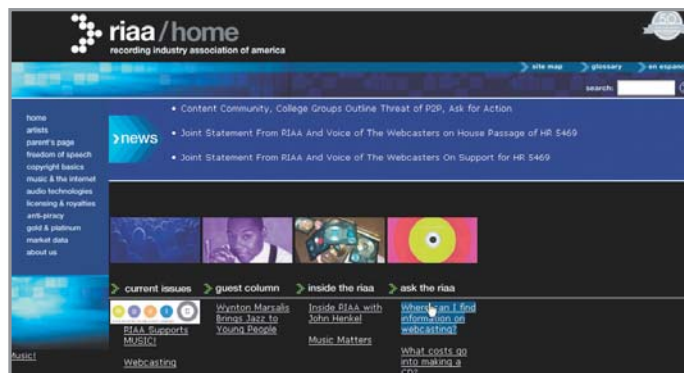 riaa/home
recording industry association of america
50
site map glossary en espano
search:
home
artists
parent's page
freedom of speech
copyright basics
music & the internet
audio technologies
licensing & royalties
anti-piracy
gold & platinum
market data
about us
news
• Content Community, College Groups Outline Threat of P2P, Ask for Action
• Joint Statement From RIAA And Voice of The Webcasters on House Passage of HR 5469
• Joint Statement From RIAA And Voice of The Webcasters On Support for HR 5469
current issues
RIAA Supports
MUSIC!
Webcasting
guest column
Wynton Marsalis
Brings Jazz to
Young People
inside the riaa
Inside RIAA with
John Henkel
Music Matters
ask the riaa
Where can I find
information on
webcasting?
What costs go
into making a
CD?
Music!